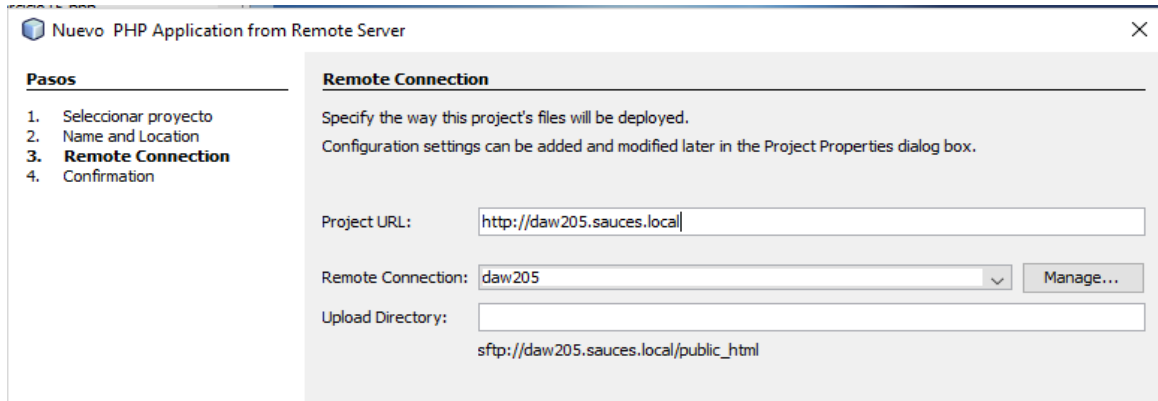 Nuevo PHP Application from Remote Server
Pasos
1. Seleccionar proyecto
2. Name and Location
3. Remote Connection
4. Confirmation
Remote Connection
Specify the way this project's files will be deployed.
Configuration settings can be added and modified later in the Project Properties dialog box.
Project URL: http://daw205.sauces.local
Remote Connection: daw205 Manage...
Upload Directory:
sftp://daw205.sauces.local/public_html